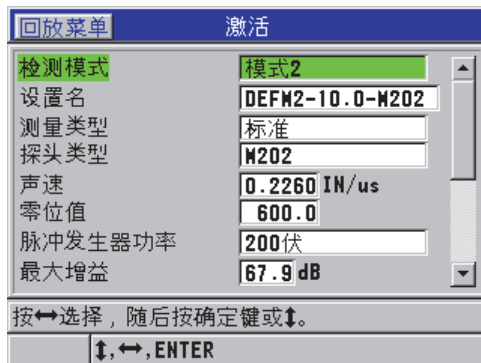 回放菜单 激活
检测模式 模式2
设置名 DEFM2-10.0-M202
测量类型 标准
探头类型 M202
声速 0.2260 IN/us
零位值 600.0
脉冲发生器功率 200伏
最大增益 67.9 dB
按↔选择，随后按确定键或↕。
↕,↔,ENTER